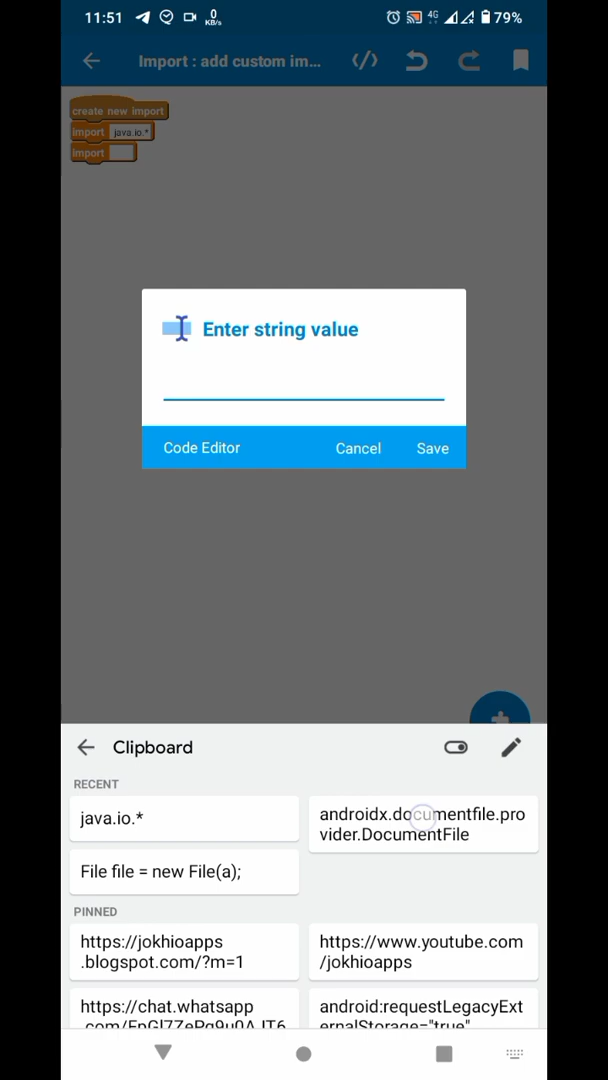 11:51
0
KB/s
4G
79%
Import : add custom im...
create new import
import java.io.*
import
Enter string value
Code Editor
Cancel
Save
Clipboard
RECENT
java.io.*
androidx.documentfile.pro
vider.DocumentFile
File file = new File(a);
PINNED
https://jokhioapps
.blogspot.com/?m=1
https://www.youtube.com
/jokhioapps
https://chat.whatsapp
android:requestLegacyExt
ernalStorage="true"